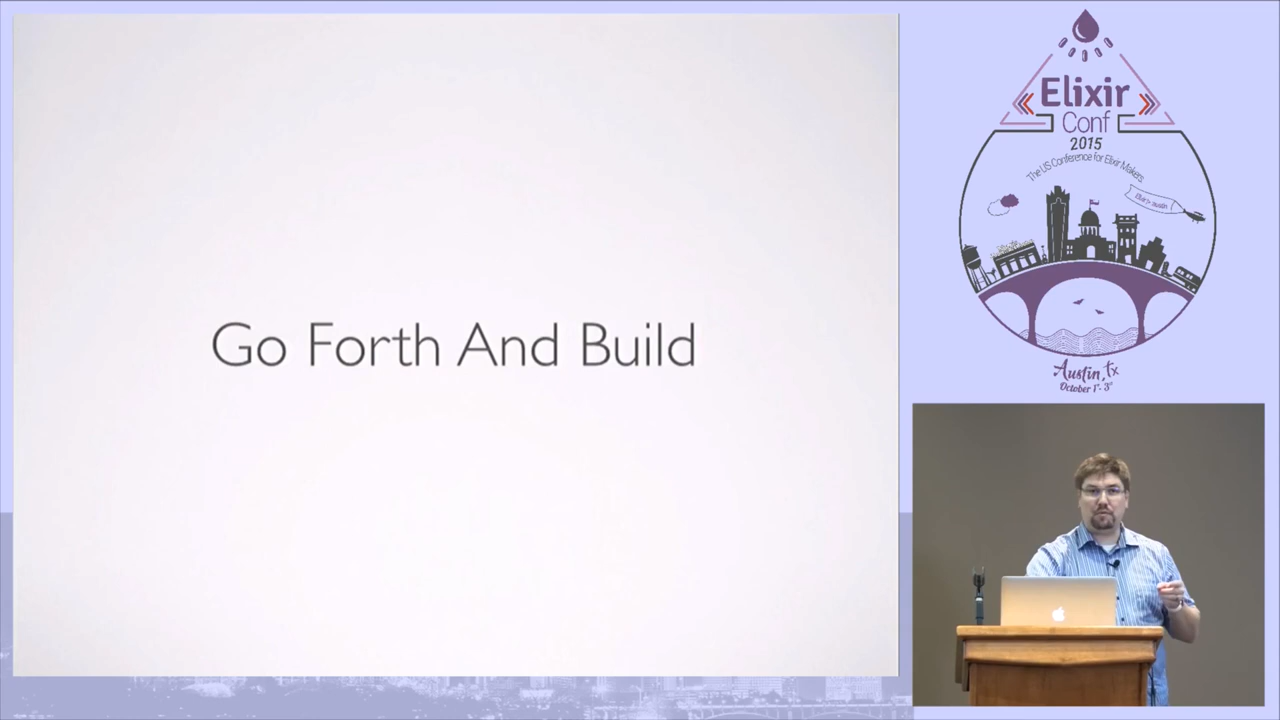 Go Forth And Build
Elixir
Conf
2015
The US Conference for Elixir Makers
Austin, Tx
October 1st - 3rd